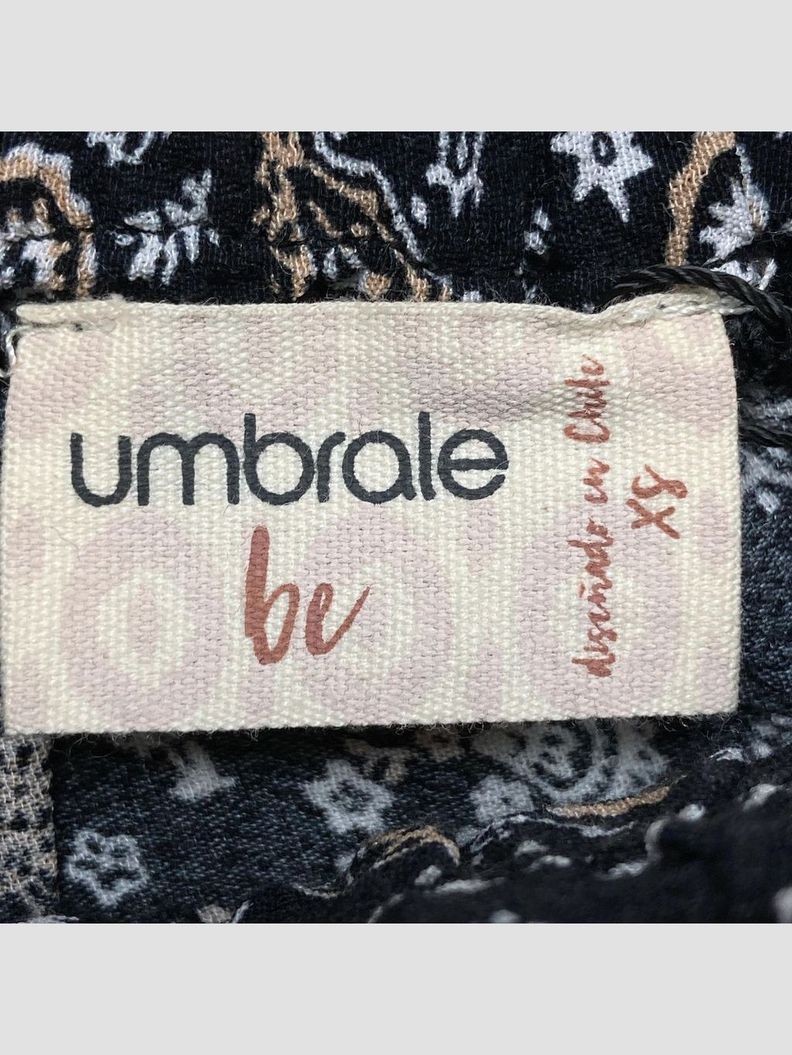 umbrale
be
diseñado en Chile
XS